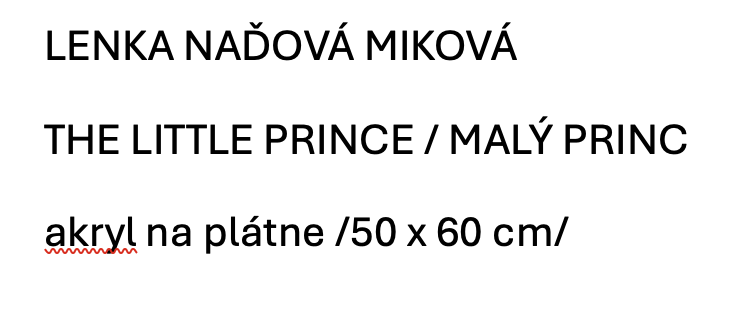 LENKA NAĎOVÁ MIKOVÁ
THE LITTLE PRINCE / MALÝ PRINC
akryl na plátne /50 x 60 cm/